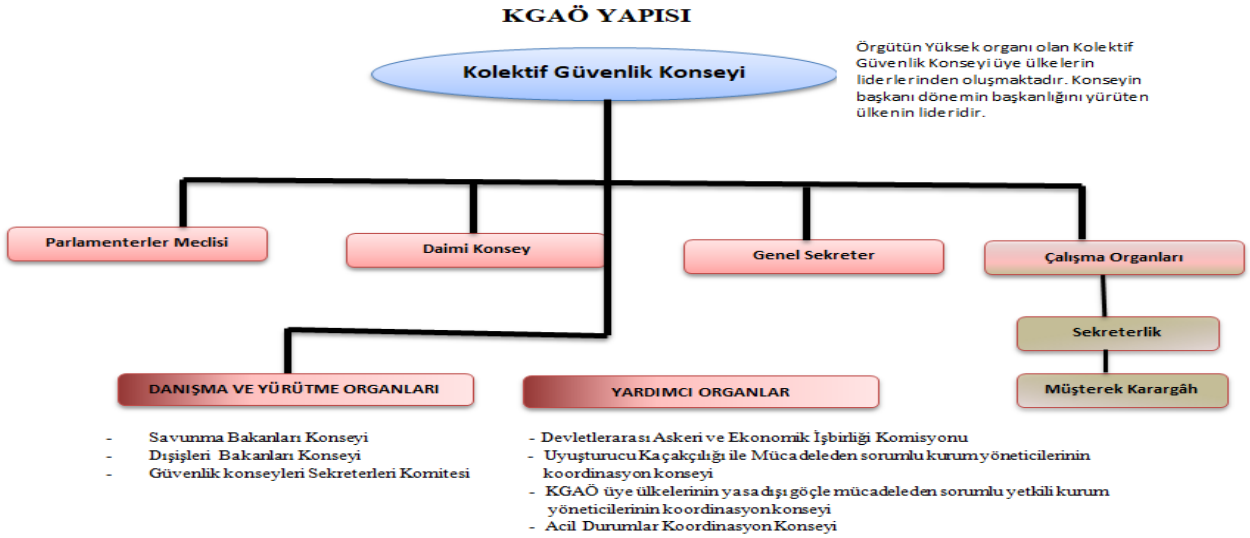 KGAÖ YAPISI
Kolektif Güvenlik Konseyi
Örgütün Yüksek organı olan Kolektif
Güvenlik Konseyi üye ülkelerin
liderlerinden oluşmaktadır. Konseyin
başkanı dönemin başkanlığını yürüten
ülkenin lideridir.
Parlamenterler Meclisi
Daimi Konsey
Genel Sekreter
Çalışma Organları
Sekreterlik
Müşterek Karargâh
DANIŞMA VE YÜRÜTME ORGANLARI
- Savunma Bakanları Konseyi
- Dışişleri Bakanları Konseyi
- Güvenlik konseyleri Sekreterleri Komitesi
YARDIMCI ORGANLAR
- Devletlerarası Askeri ve Ekonomik İşbirliği Komisyonu
- Uyuşturucu Kaçakçılığı ile Mücadeleden sorumlu kurum yöneticilerinin
koordinasyon konseyi
- KGAÖ üye ülkelerinin yasadışı göçle mücadeleden sorumlu yetkili kurum
yöneticilerinin koordinasyon konseyi
- Acil Durumlar Koordinasyon Konseyi